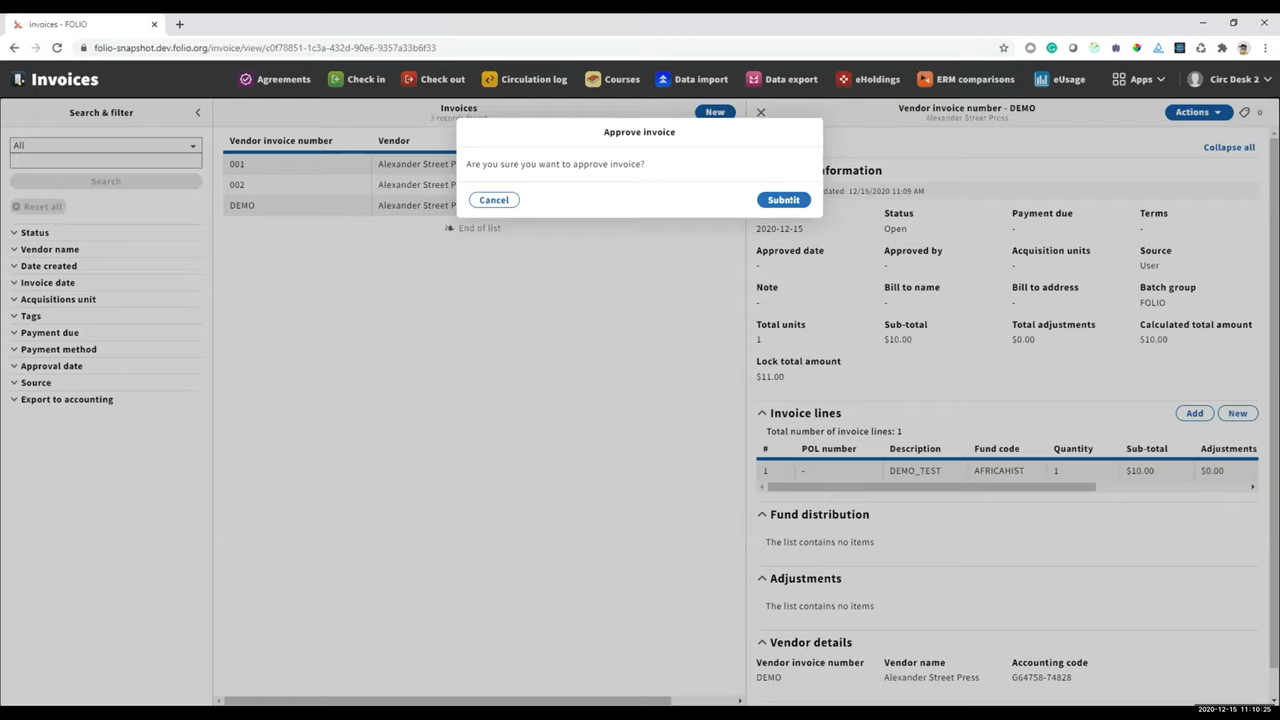 Invoices - FOLIO
folio-snapshot.dev.folio.org/invoice/view/c0f78851-1c3a-432d-90e6-9357a33b6f33
Invoices
Agreements
Check in
Check out
Circulation log
Courses
Data import
Data export
eHoldings
ERM comparisons
eUsage
Apps
Circ Desk 2
Search & filter
All
Search
Reset all
Status
Vendor name
Date created
Invoice date
Acquisitions unit
Tags
Payment due
Payment method
Approval date
Source
Export to accounting
Invoices
3 records
New
Vendor invoice number Vendor
001 Alexander Street P
002 Alexander Street P
DEMO Alexander Street P
End of list
Approve invoice
Are you sure you want to approve invoice?
Cancel
Submit
Vendor invoice number - DEMO
Alexander Street Press
Actions
0
Collapse all
nformation
dated: 12/15/2020 11:09 AM
Status Payment due Terms
2020-12-15 Open - -
Approved date Approved by Acquisition units Source
- - - User
Note Bill to name Bill to address Batch group
- - - FOLIO
Total units Sub-total Total adjustments Calculated total amount
1 $10.00 $0.00 $10.00
Lock total amount
$11.00
Invoice lines
Add
New
Total number of invoice lines: 1
# POL number Description Fund code Quantity Sub-total Adjustments
1 - DEMO_TEST AFRICAHIST 1 $10.00 $0.00
Fund distribution
The list contains no items
Adjustments
The list contains no items
Vendor details
Vendor invoice number Vendor name Accounting code
DEMO Alexander Street Press G64758-74828
2020-12-15 11:10:25